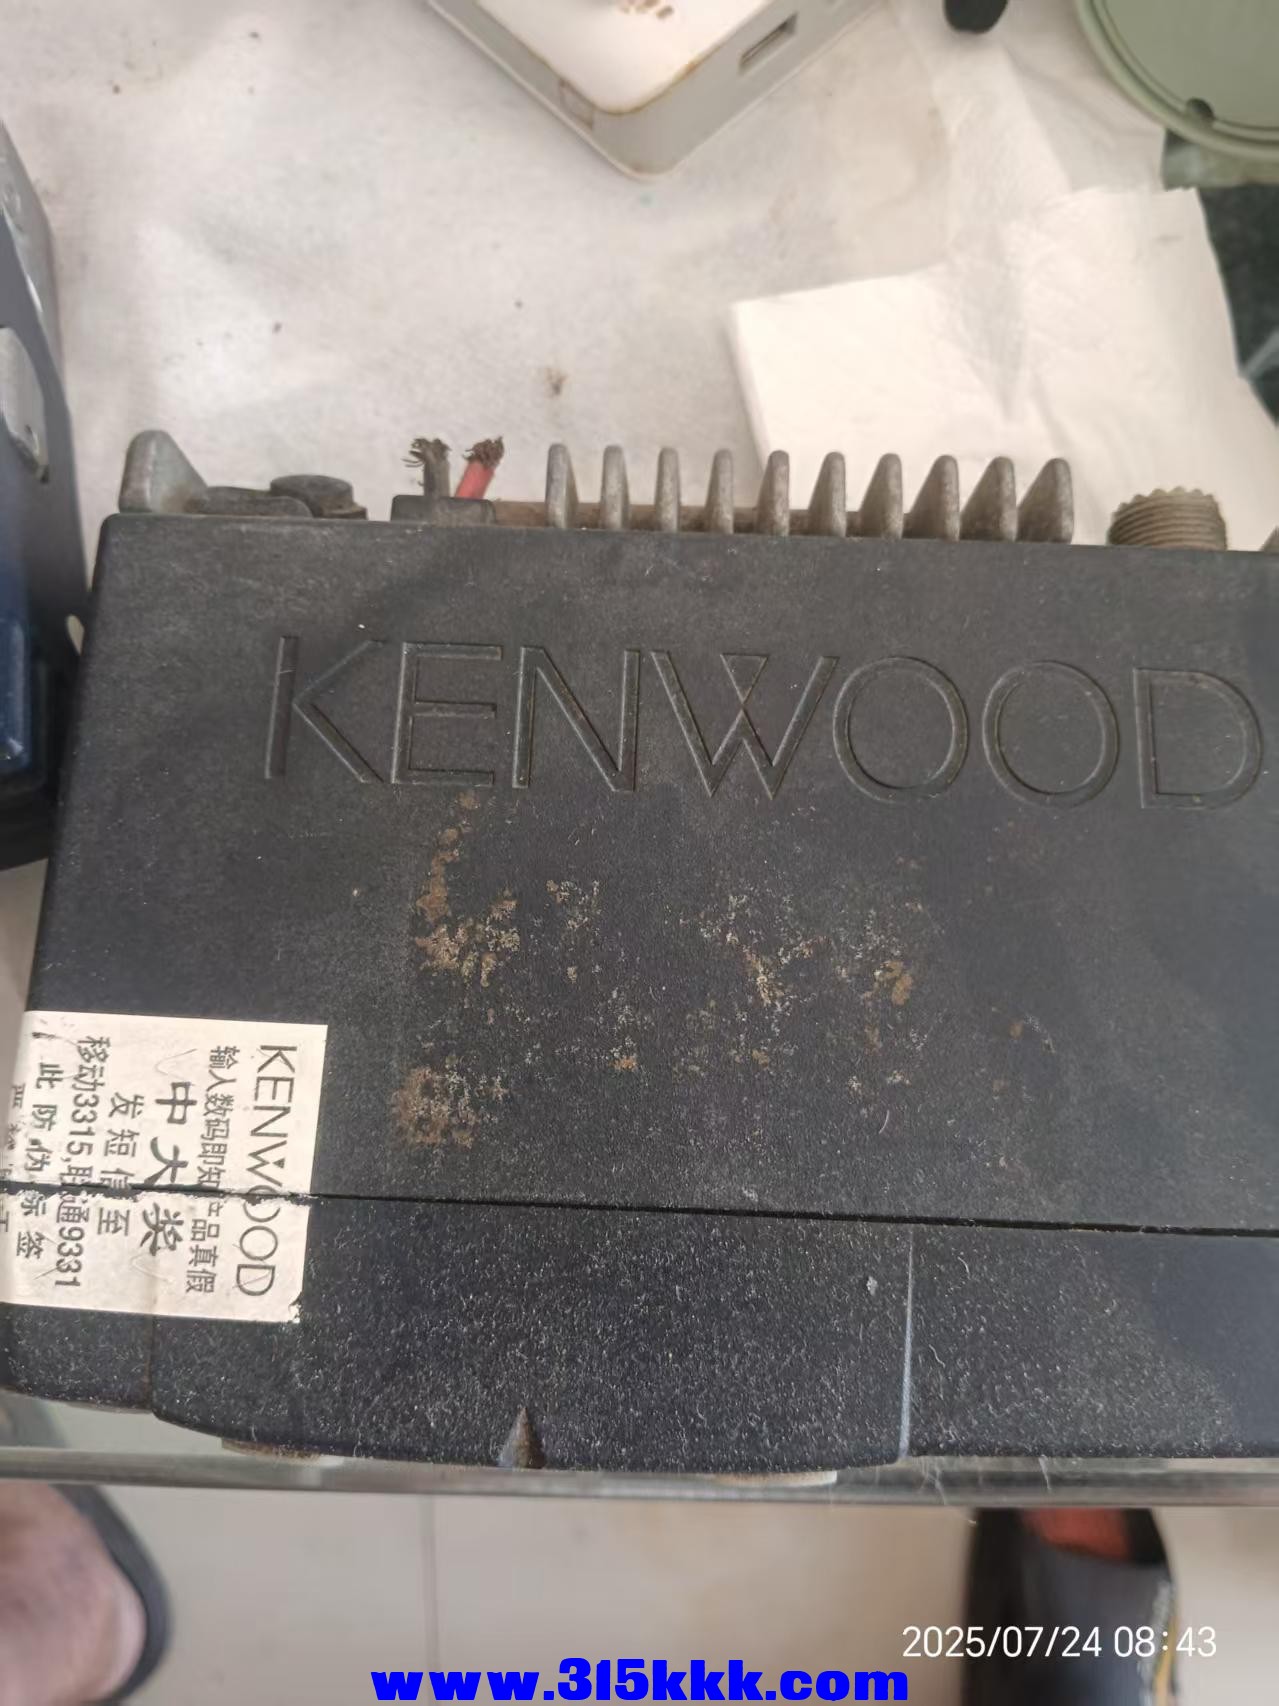 KENWOOD
KENWOOD
输入数码即知产品真假
中大奖
发短信至
移动3315,联通9331
此防伪标签
2025/07/24 08:43
www.315kkk.com